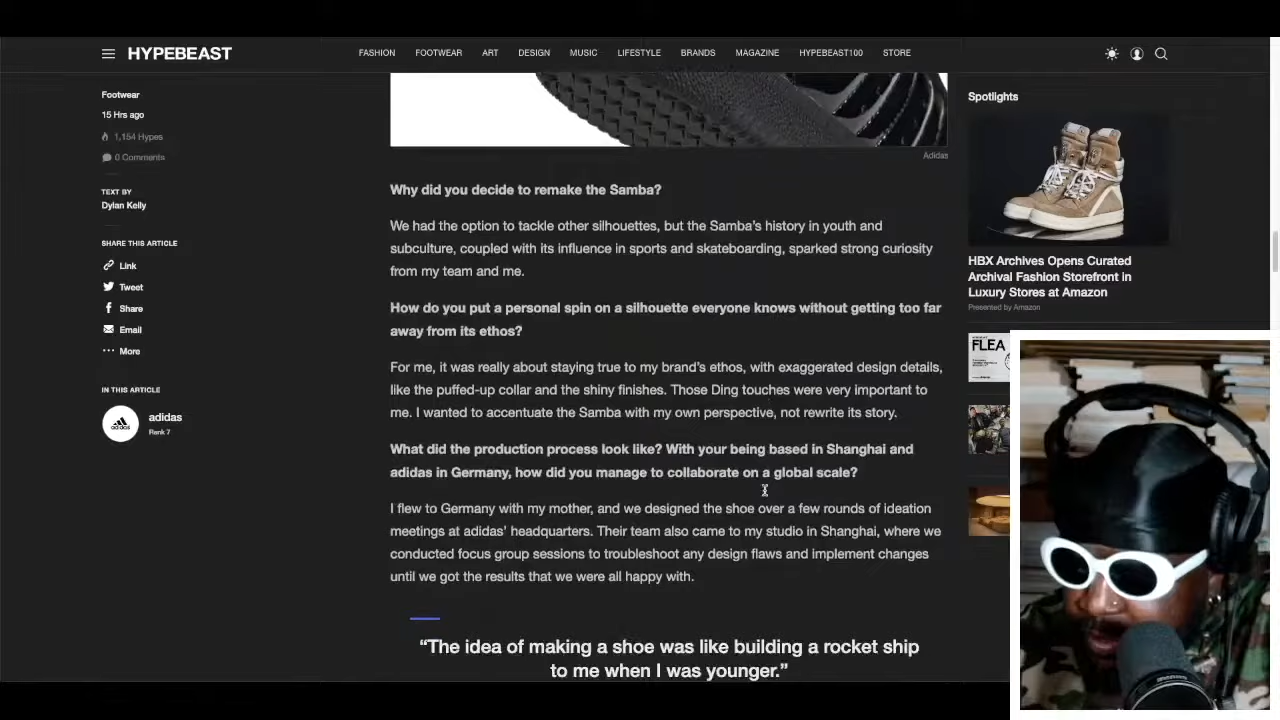 HYPEBEAST
FASHION FOOTWEAR ART DESIGN MUSIC LIFESTYLE BRANDS MAGAZINE HYPEBEAST100 STORE
Footwear
15 Hrs ago
1,154 Hypes
0 Comments
TEXT BY
Dylan Kelly
SHARE THIS ARTICLE
Link
Tweet
Share
Email
More
IN THIS ARTICLE
adidas
adidas
Rank 7
Adidas
Why did you decide to remake the Samba?
We had the option to tackle other silhouettes, but the Samba's history in youth and
subculture, coupled with its influence in sports and skateboarding, sparked strong curiosity
from my team and me.
How do you put a personal spin on a silhouette everyone knows without getting too far
away from its ethos?
For me, it was really about staying true to my brand's ethos, with exaggerated design details,
like the puffed-up collar and the shiny finishes. Those Ding touches were very important to
me. I wanted to accentuate the Samba with my own perspective, not rewrite its story.
What did the production process look like? With your being based in Shanghai and
adidas in Germany, how did you manage to collaborate on a global scale?
I flew to Germany with my mother, and we designed the shoe over a few rounds of ideation
meetings at adidas' headquarters. Their team also came to my studio in Shanghai, where we
conducted focus group sessions to troubleshoot any design flaws and implement changes
until we got the results that we were all happy with.
“The idea of making a shoe was like building a rocket ship
to me when I was younger.”
Spotlights
HBX Archives Opens Curated
Archival Fashion Storefront in
Luxury Stores at Amazon
Presented by Amazon
FLEA